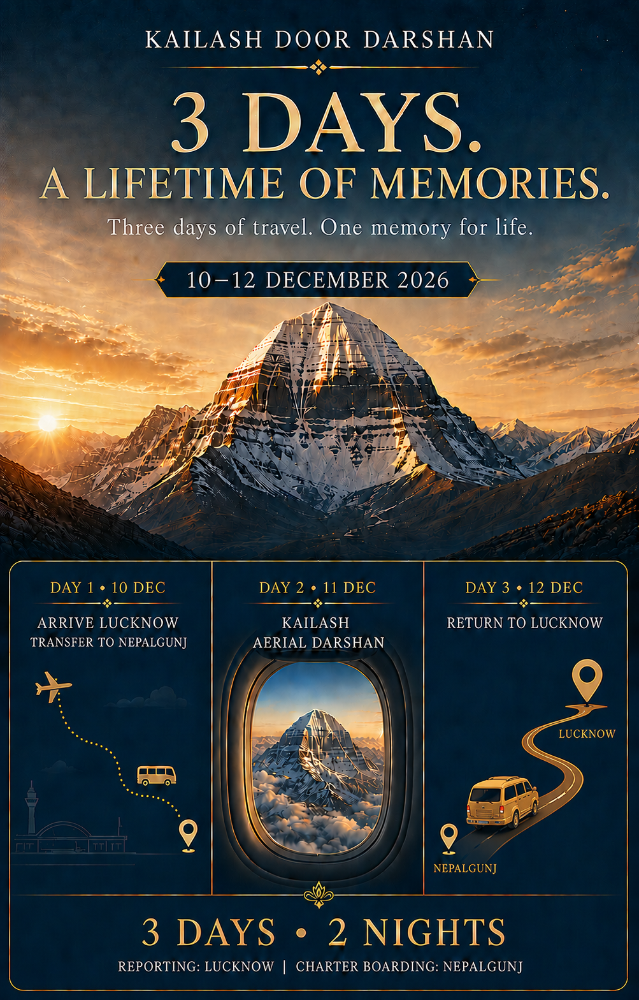 KAILASH DOOR DARSHAN
3 DAYS.
A LIFETIME OF MEMORIES.
Three days of travel. One memory for life.
10–12 DECEMBER 2026
DAY 1 • 10 DEC
ARRIVE LUCKNOW
TRANSFER TO NEPALGUNJ
DAY 2 • 11 DEC
KAILASH
AERIAL DARSHAN
DAY 3 • 12 DEC
RETURN TO LUCKNOW
LUCKNOW
NEPALGUNJ
3 DAYS • 2 NIGHTS
REPORTING: LUCKNOW | CHARTER BOARDING: NEPALGUNJ